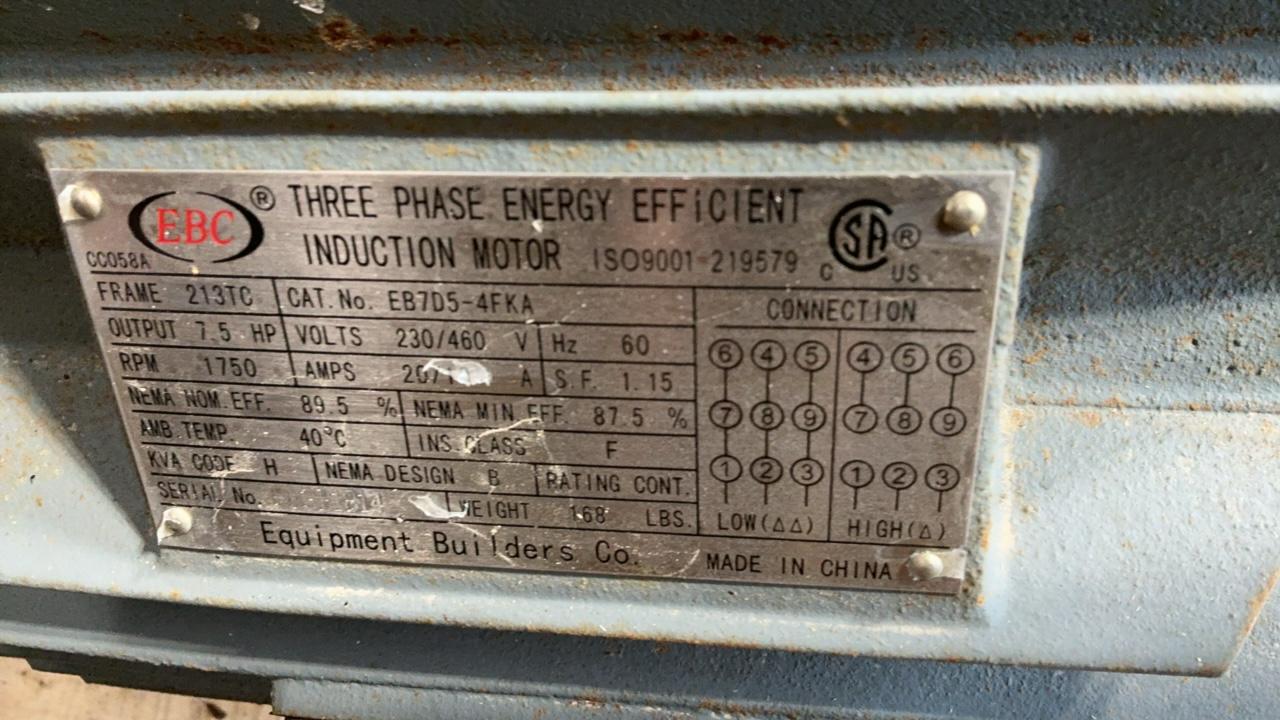 EBC ® THREE PHASE ENERGY EFFiCIENT
INDUCTION MOTOR ISO9001-219579 SA ®
CC058A C US
FRAME 213TC CAT.No. EB7D5-4FKA CONNECTION
OUTPUT 7.5 HP VOLTS 230/460 V Hz 60
RPM 1750 AMPS A S.F. 1.15
NEMA NOM.EFF. 89.5 % NEMA MIN EFF. 87.5 %
AMB TEMP. 40°C INS.CLASS F
KVA CODE H NEMA DESIGN B RATING CONT.
SERIAL No. WEIGHT 168 LBS.
6 4 5 4 5 6
7 8 9 7 8 9
1 2 3 1 2 3
LOW(△△) HIGH(△)
Equipment Builders Co. MADE IN CHINA